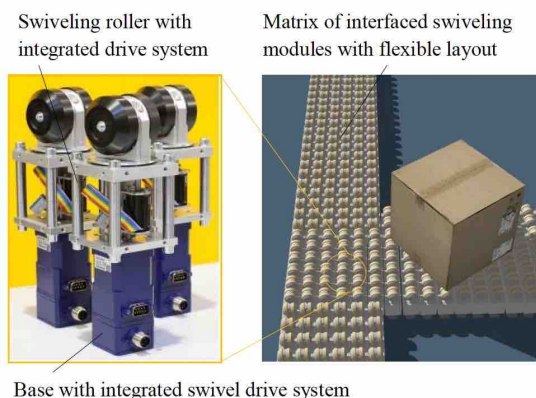 Swiveling roller with
integrated drive system
Matrix of interfaced swiveling
modules with flexible layout
Base with integrated swivel drive system